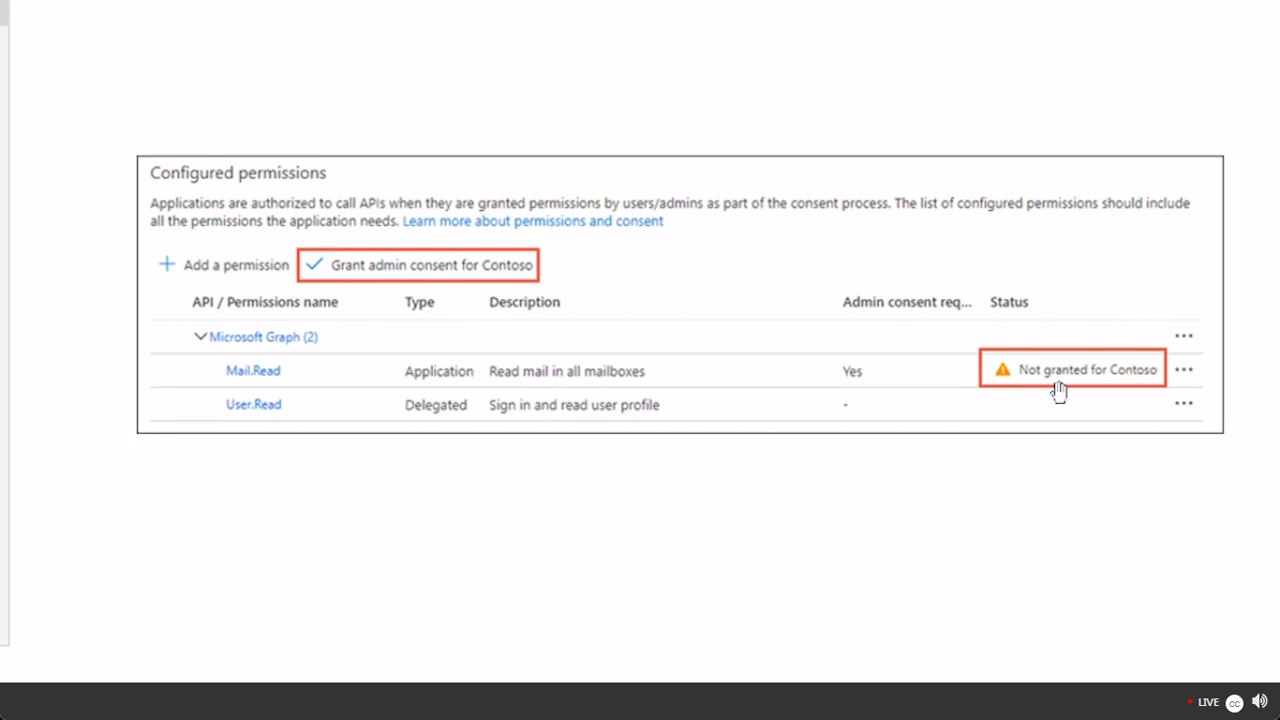 Configured permissions
Applications are authorized to call APIs when they are granted permissions by users/admins as part of the consent process. The list of configured permissions should include
all the permissions the application needs. Learn more about permissions and consent
Add a permission Grant admin consent for Contoso
API / Permissions name Type Description Admin consent req... Status
Microsoft Graph (2)
Mail.Read Application Read mail in all mailboxes Yes Not granted for Contoso
User.Read Delegated Sign in and read user profile -
LIVE CC